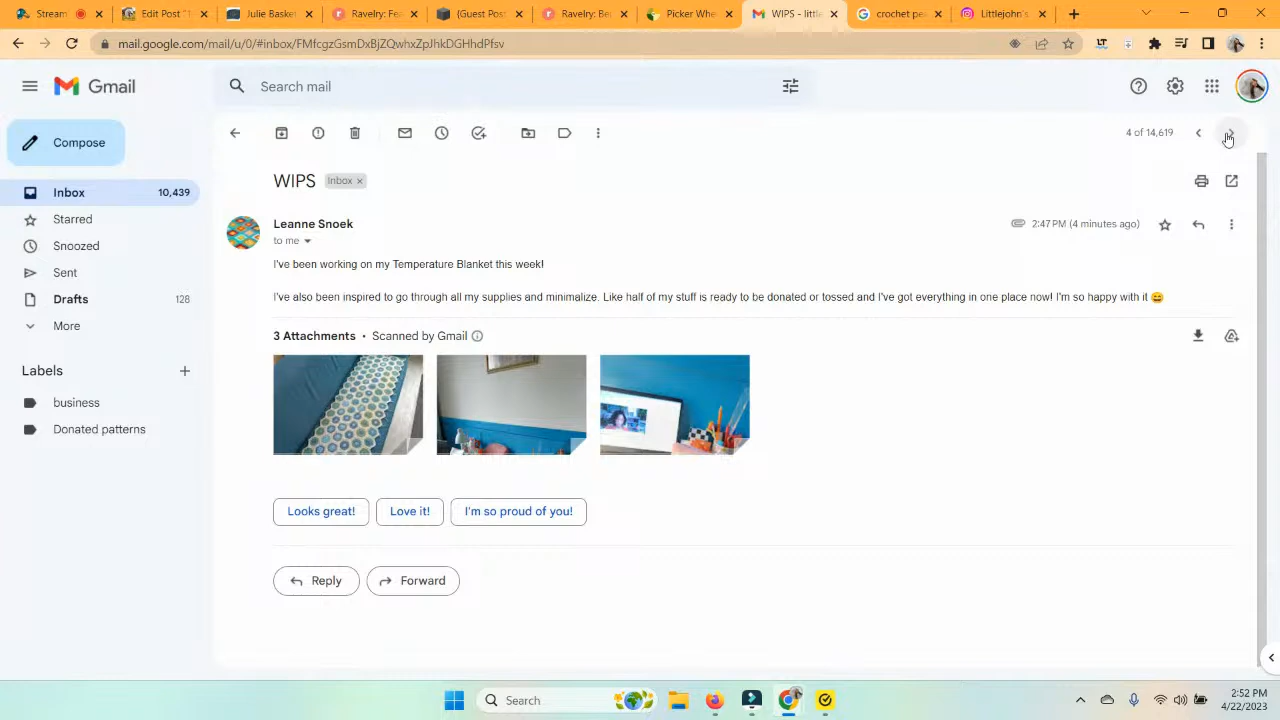 Stream
Edit Post "
Julie Basket
Ravelry: Fe
{Guest Post
Ravelry: Be
Picker Whe
WIPS - little
crochet pe
Littlejohn's
mail.google.com/mail/u/0/#inbox/FMfcgzGsmDxBjZQwhxZpJhkDGHhdPfsv
LT
Gmail
Search mail
Compose
4 of 14,619
Inbox 10,439
Starred
Snoozed
Sent
Drafts 128
More
Labels
business
Donated patterns
WIPS Inbox
Leanne Snoek
2:47 PM (4 minutes ago)
to me
I've been working on my Temperature Blanket this week!
I've also been inspired to go through all my supplies and minimalize. Like half of my stuff is ready to be donated or tossed and I've got everything in one place now! I'm so happy with it 😄
3 Attachments • Scanned by Gmail
Looks great!
Love it!
I'm so proud of you!
Reply
Forward
Search
2:52 PM
4/22/2023